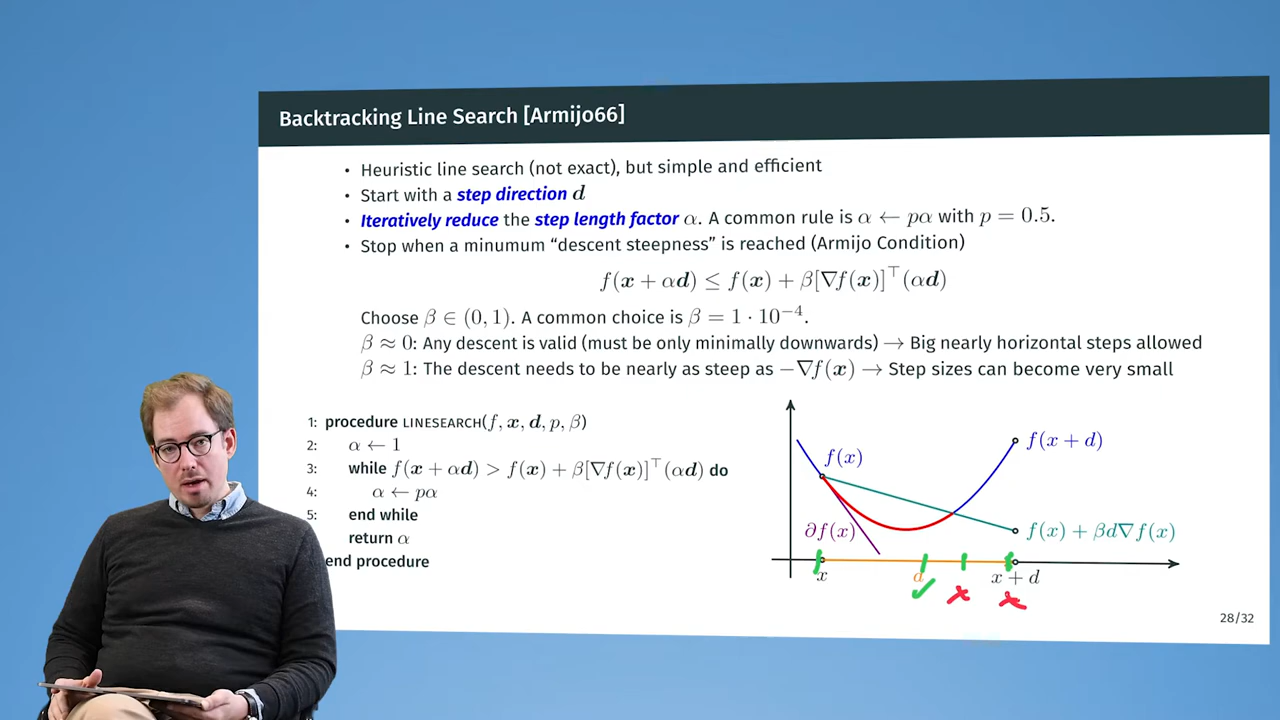 Backtracking Line Search [Armijo66]
• Heuristic line search (not exact), but simple and efficient
• Start with a step direction d
• Iteratively reduce the step length factor α. A common rule is α ← pα with p = 0.5.
• Stop when a minumum “descent steepness” is reached (Armijo Condition)
f(x + αd) ≤ f(x) + β[∇f(x)]⊤(αd)
Choose β ∈ (0, 1). A common choice is β = 1 · 10⁻⁴.
β ≈ 0: Any descent is valid (must be only minimally downwards) → Big nearly horizontal steps allowed
β ≈ 1: The descent needs to be nearly as steep as −∇f(x) → Step sizes can become very small
1: procedure LINESEARCH(f, x, d, p, β)
2: α ← 1
3: while f(x + αd) > f(x) + β[∇f(x)]⊤(αd) do
4: α ← pα
5: end while
return α
end procedure
f(x)
f(x + d)
∂f(x)
f(x) + βd∇f(x)
x
d
x + d
28/32